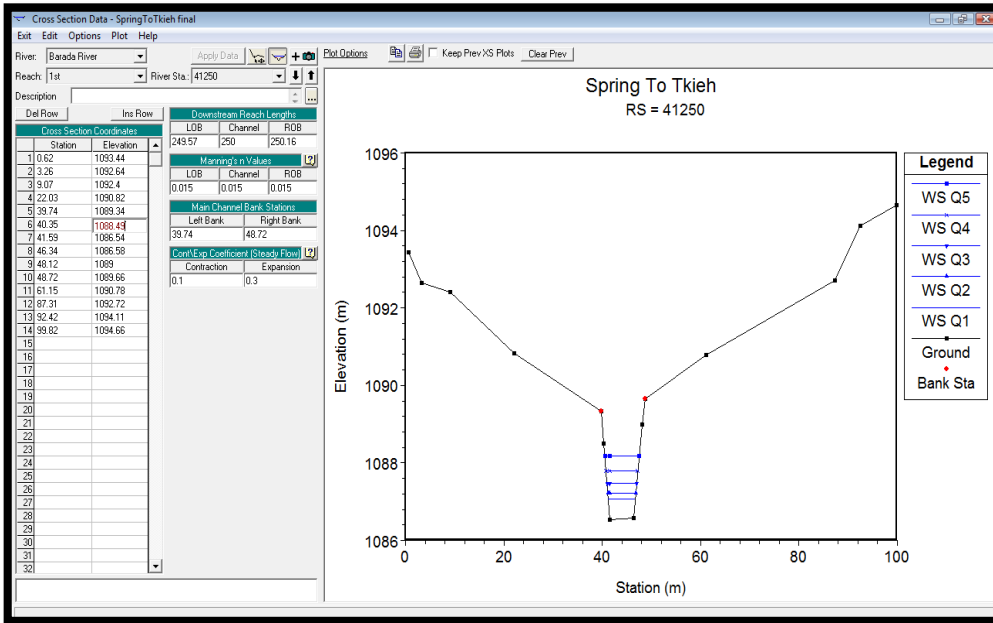 Cross Section Data - SpringToTkieh final
Exit Edit Options Plot Help
River: Barada River Apply Data Plot Options Keep Prev XS Plots Clear Prev
Reach: 1st River Sta.: 41250
Description ...
Del Row Ins Row
Cross Section Coordinates
Station Elevation
1 0.62 1093.44
2 3.26 1092.64
3 9.07 1092.4
4 22.03 1090.82
5 39.74 1089.34
6 40.35 1088.49
7 41.59 1086.54
8 46.34 1086.58
9 48.12 1089
10 48.72 1089.66
11 61.15 1090.78
12 87.31 1092.72
13 92.42 1094.11
14 99.82 1094.66
15
16
17
18
19
20
21
22
23
24
25
26
27
28
29
30
31
32
Downstream Reach Lengths
LOB Channel ROB
249.57 250 250.16
Manning's n Values ?
LOB Channel ROB
0.015 0.015 0.015
Main Channel Bank Stations
Left Bank Right Bank
39.74 48.72
Cont\Exp Coefficient (Steady Flow) ?
Contraction Expansion
0.1 0.3
Spring To Tkieh
RS = 41250
Elevation (m)
1096
1094
1092
1090
1088
1086
0 20 40 60 80 100
Station (m)
Legend
WS Q5
WS Q4
WS Q3
WS Q2
WS Q1
Ground
Bank Sta